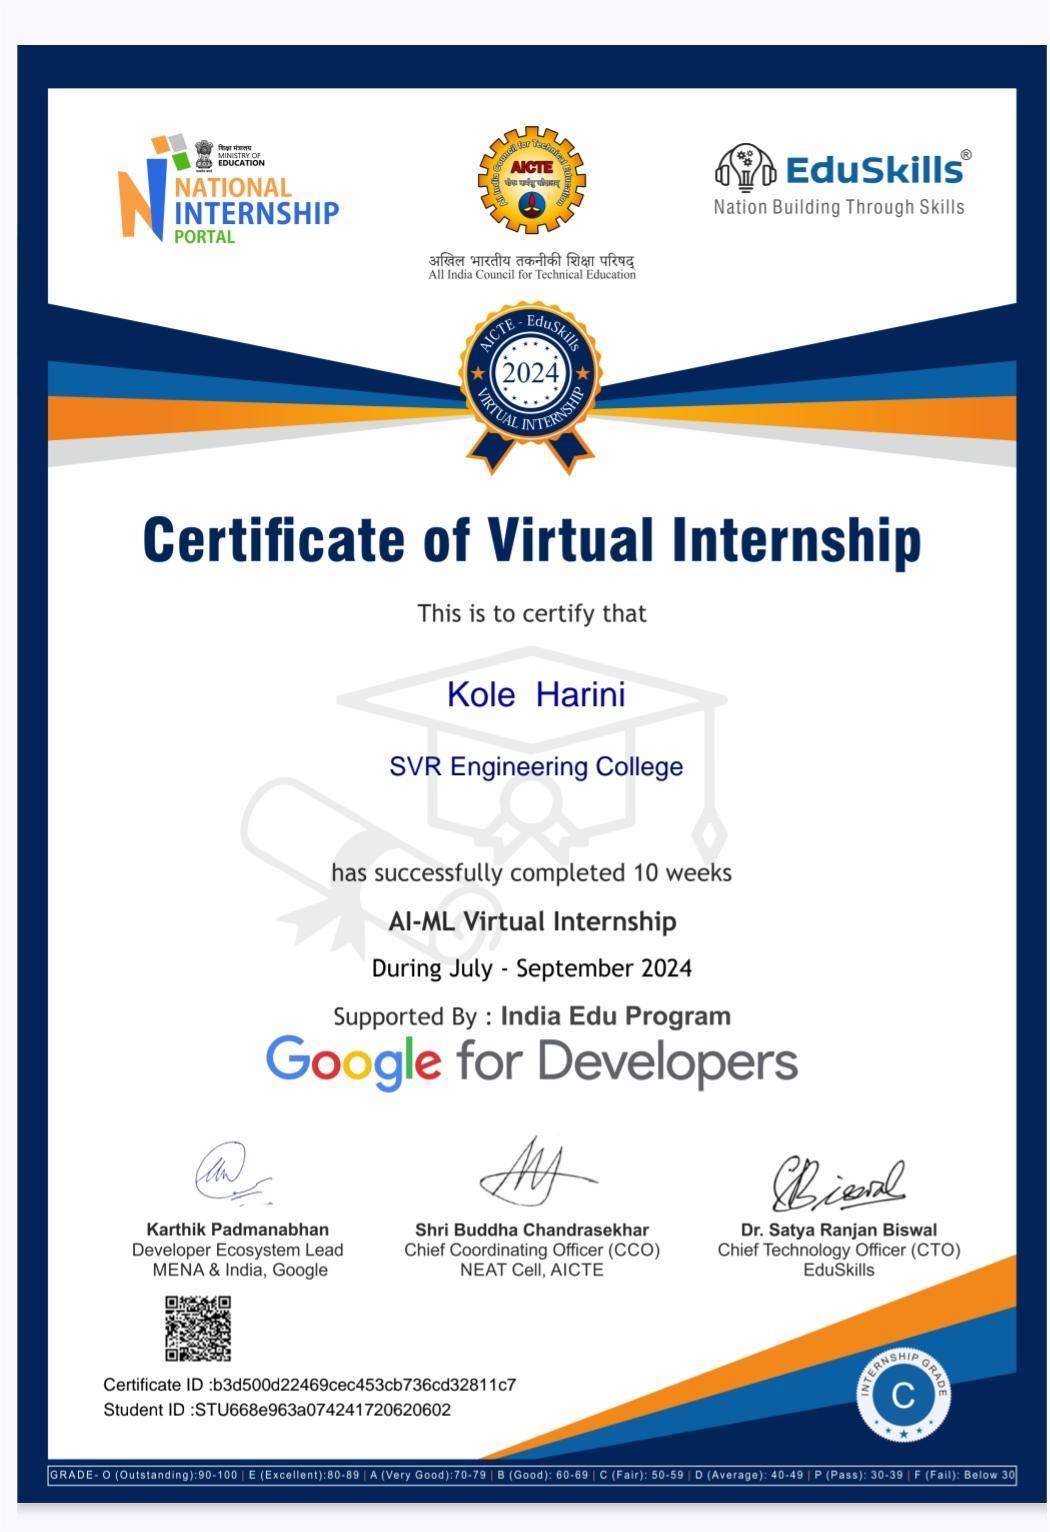 शिक्षा मंत्रालय
MINISTRY OF
EDUCATION
NATIONAL
INTERNSHIP
PORTAL
All India Council for Technical Education
AICTE
अखिल भारतीय तकनीकी शिक्षा परिषद्
All India Council for Technical Education
EduSkills®
Nation Building Through Skills
AICTE - EduSkills
2024
VIRTUAL INTERNSHIP
Certificate of Virtual Internship
This is to certify that
Kole Harini
SVR Engineering College
has successfully completed 10 weeks
AI-ML Virtual Internship
During July - September 2024
Supported By : India Edu Program
Google for Developers
Karthik Padmanabhan
Developer Ecosystem Lead
MENA & India, Google
Shri Buddha Chandrasekhar
Chief Coordinating Officer (CCO)
NEAT Cell, AICTE
Dr. Satya Ranjan Biswal
Chief Technology Officer (CTO)
EduSkills
Certificate ID :b3d500d22469cec453cb736cd32811c7
Student ID :STU668e963a074241720620602
INTERNSHIP GRADE
C
GRADE- O (Outstanding):90-100 | E (Excellent):80-89 | A (Very Good):70-79 | B (Good): 60-69 | C (Fair): 50-59 | D (Average): 40-49 | P (Pass): 30-39 | F (Fail): Below 30